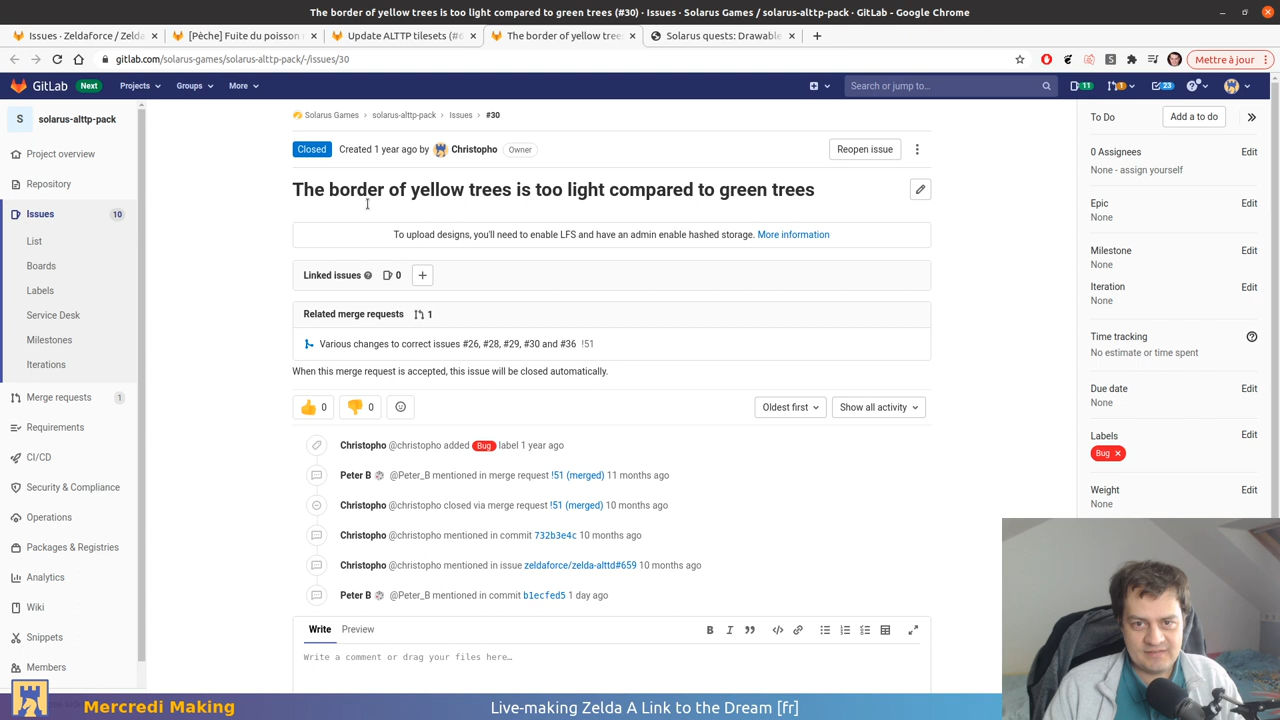 The border of yellow trees is too light compared to green trees (#30) · Issues · Solarus Games / solarus-alttp-pack · GitLab - Google Chrome
Issues · Zeldaforce / Zelda
[Pêche] Fuite du poisson
Update ALTTP tilesets (#6
The border of yellow trees
Solarus quests: Drawable
gitlab.com/solarus-games/solarus-alttp-pack/-/issues/30
Mettre à jour
GitLab Next Projects Groups More
Search or jump to...
11 1 23
S solarus-alttp-pack
Project overview
Repository
Issues 10
List
Boards
Labels
Service Desk
Milestones
Iterations
Merge requests 1
Requirements
CI/CD
Security & Compliance
Operations
Packages & Registries
Analytics
Wiki
Snippets
Members
Solarus Games > solarus-alttp-pack > Issues > #30
Closed Created 1 year ago by Christopho Owner
Reopen issue
The border of yellow trees is too light compared to green trees
To upload designs, you'll need to enable LFS and have an admin enable hashed storage. More information
Linked issues 0
Related merge requests 1
Various changes to correct issues #26, #28, #29, #30 and #36 !51
When this merge request is accepted, this issue will be closed automatically.
0 0
Oldest first Show all activity
Christopho @christopho added Bug label 1 year ago
Peter B @Peter_B mentioned in merge request !51 (merged) 11 months ago
Christopho @christopho closed via merge request !51 (merged) 10 months ago
Christopho @christopho mentioned in commit 732b3e4c 10 months ago
Christopho @christopho mentioned in issue zeldaforce/zelda-alttd#659 10 months ago
Peter B @Peter_B mentioned in commit b1ecfed5 1 day ago
Write Preview
Write a comment or drag your files here…
To Do Add a to do
0 Assignees Edit
None - assign yourself
Epic Edit
None
Milestone Edit
None
Iteration Edit
None
Time tracking
No estimate or time spent
Due date Edit
None
Labels Edit
Bug
Weight Edit
None
Mercredi Making
Live-making Zelda A Link to the Dream [fr]